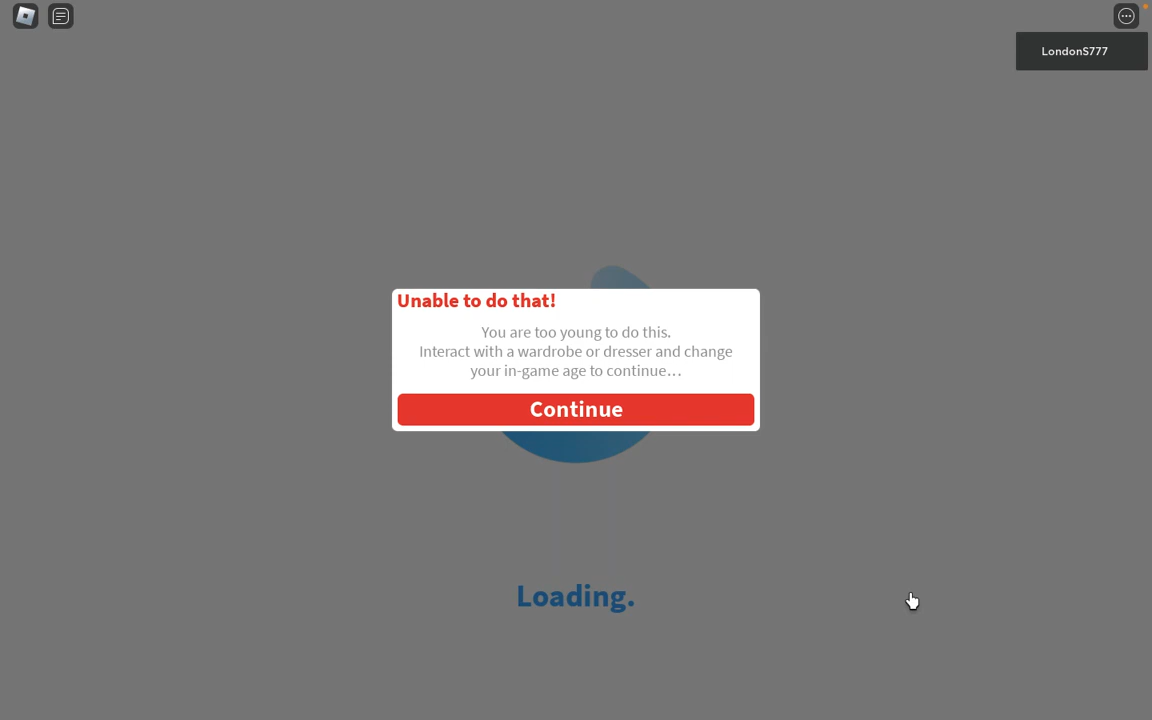 LondonS777
Unable to do that!
You are too young to do this.
Interact with a wardrobe or dresser and change
your in-game age to continue...
Continue
Loading.